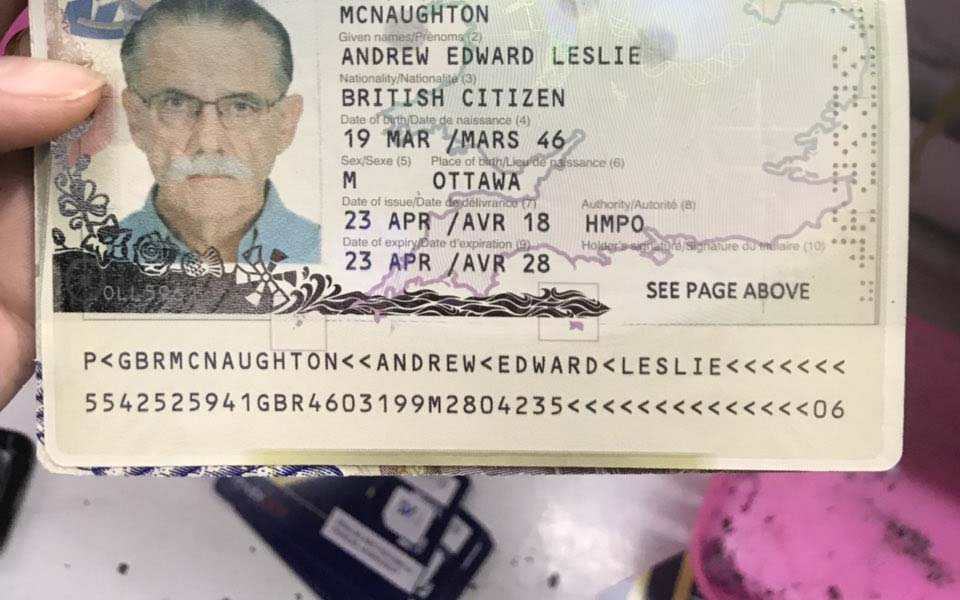 MCNAUGHTON
Given names/Prénoms (2)
ANDREW EDWARD LESLIE
Nationality/Nationalité (3)
BRITISH CITIZEN
Date of birth/Date de naissance (4)
19 MAR /MARS 46
Sex/Sexe (5) Place of birth/Lieu de naissance (6)
M OTTAWA
Date of issue/Date de délivrance (7) Authority/Autorité (8)
23 APR /AVR 18 HMPO
Date of expiry/Date d'expiration (9) Holder's signature/Signature du titulaire (10)
23 APR /AVR 28
SEE PAGE ABOVE
P<GBRMCNAUGHTON<<ANDREW<EDWARD<LESLIE<<<<<<<
5542525941GBR4603199M2804235<<<<<<<<<<<<<<06